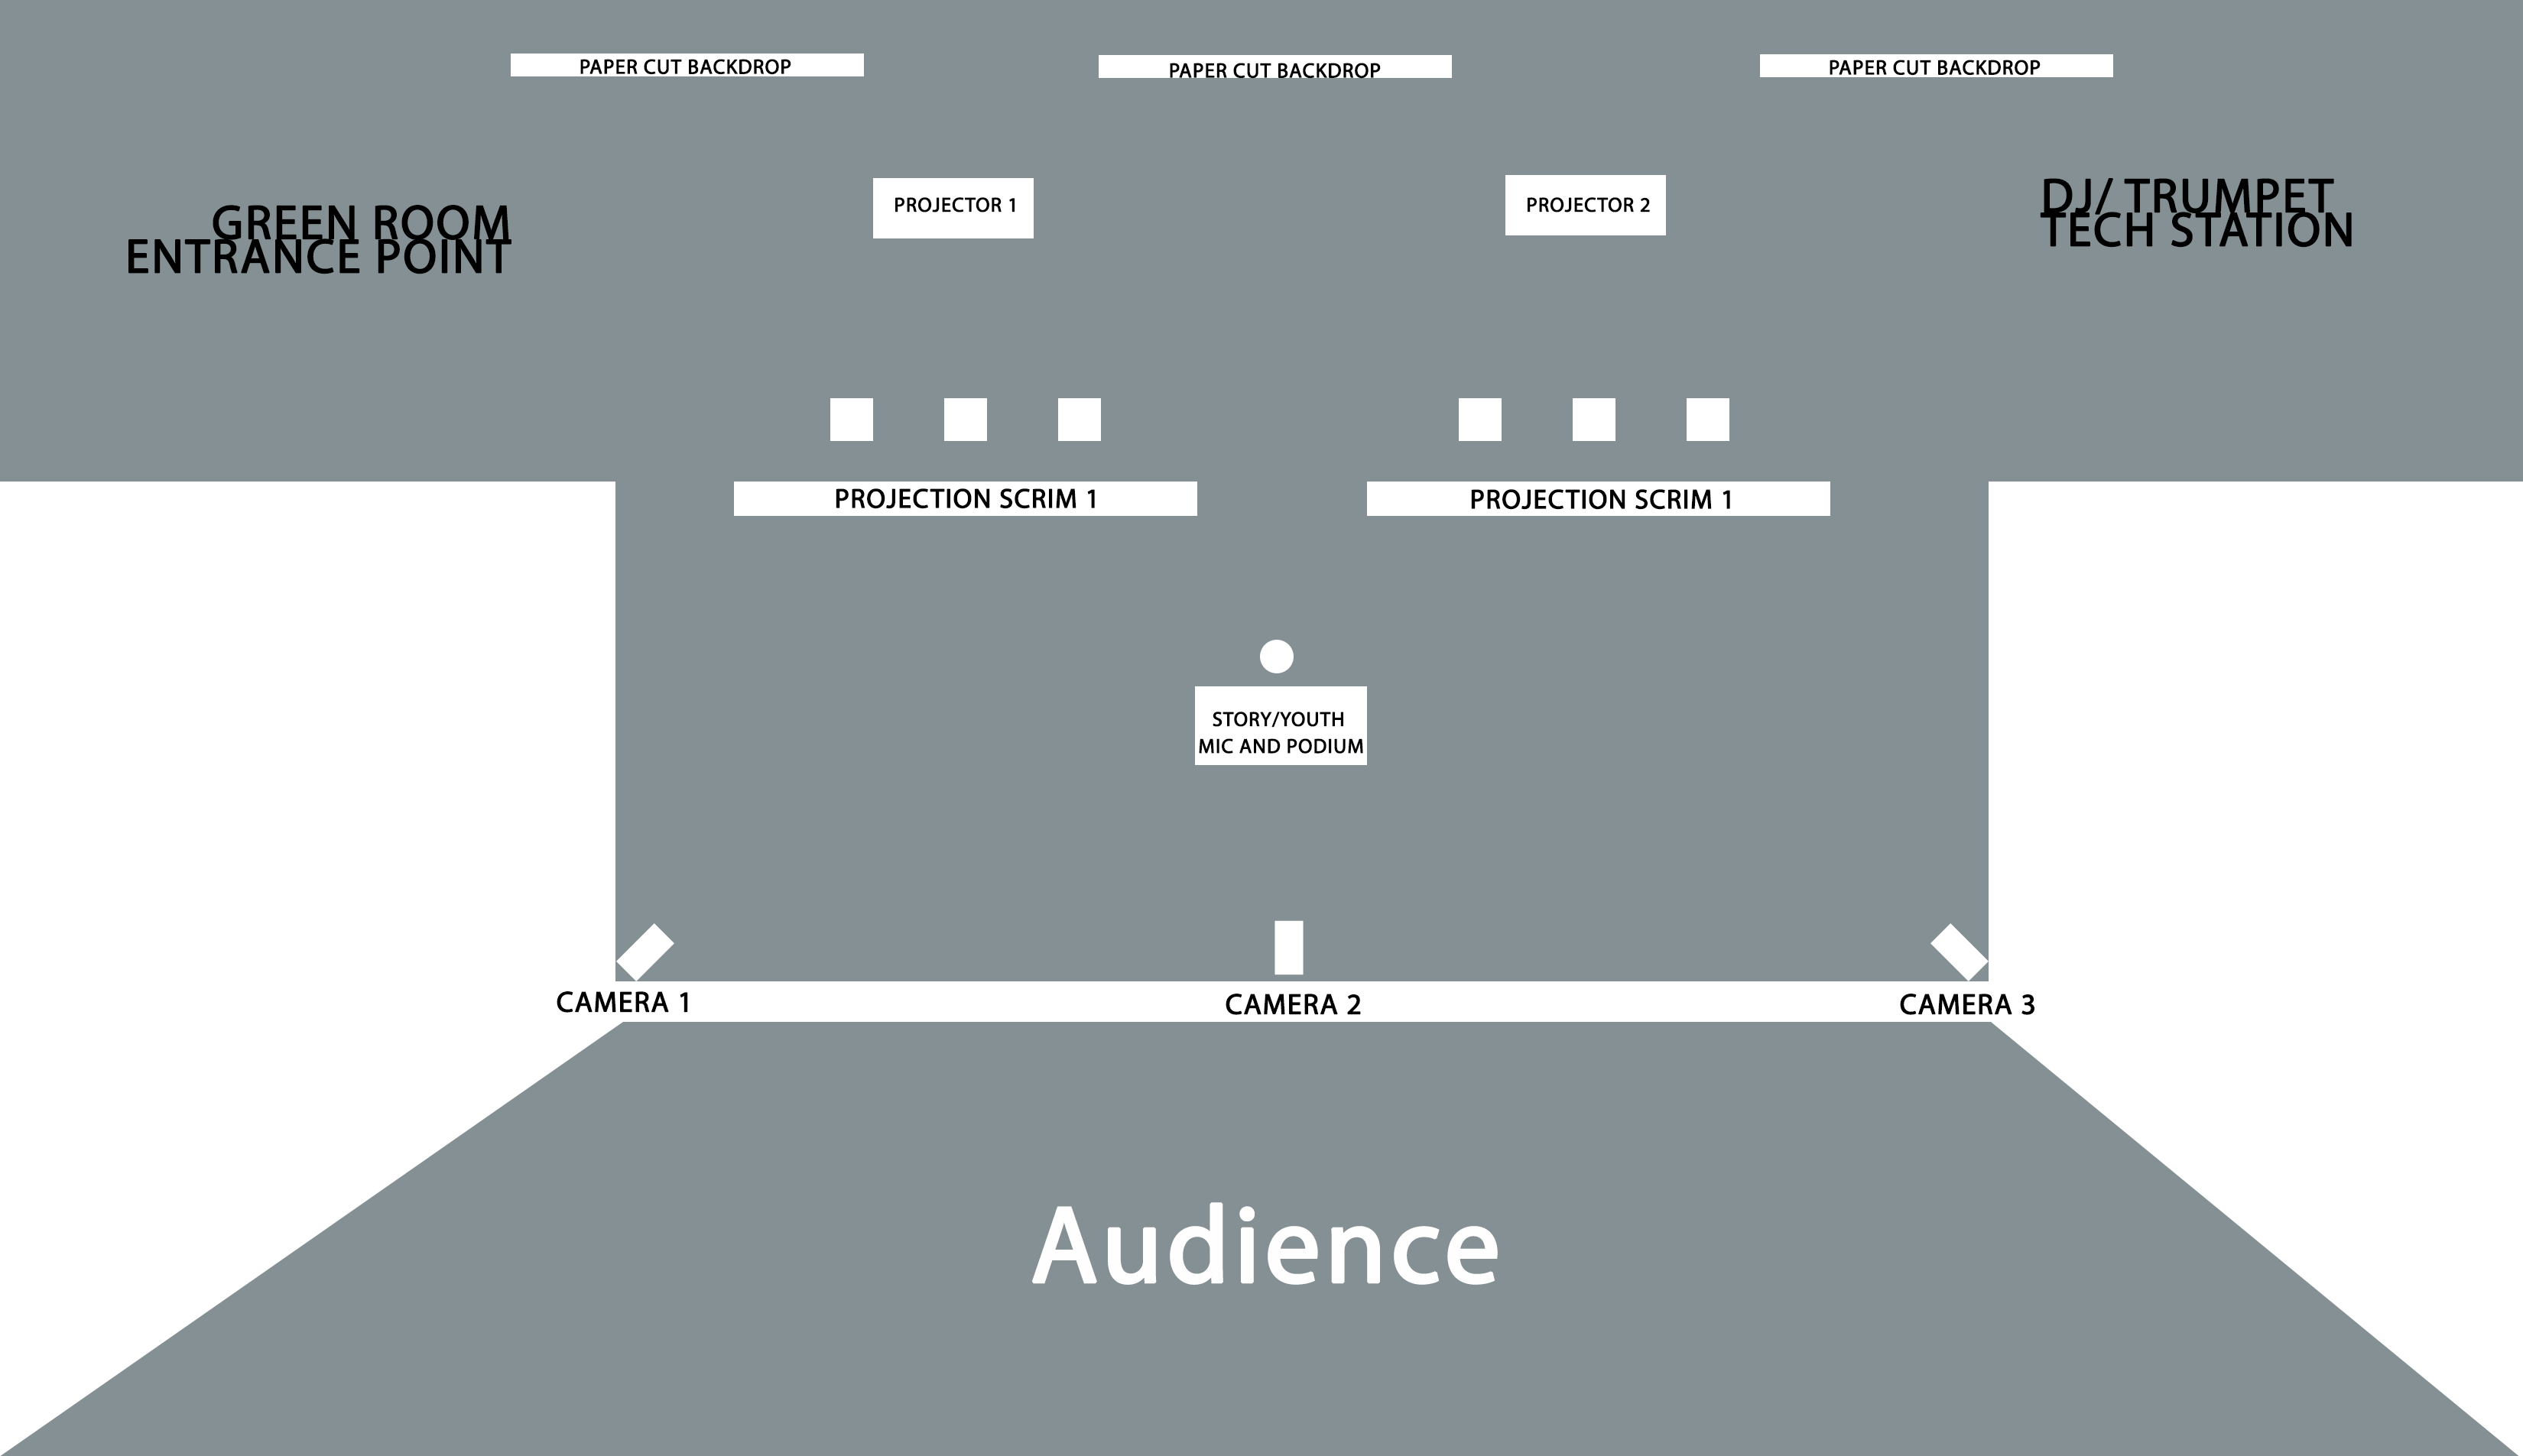 PAPER CUT BACKDROP
PAPER CUT BACKDROP
PAPER CUT BACKDROP
GREEN ROOM
ENTRANCE POINT
PROJECTOR 1
PROJECTOR 2
DJ/ TRUMPET
TECH STATION
PROJECTION SCRIM 1
PROJECTION SCRIM 1
STORY/YOUTH
MIC AND PODIUM
CAMERA 1
CAMERA 2
CAMERA 3
Audience